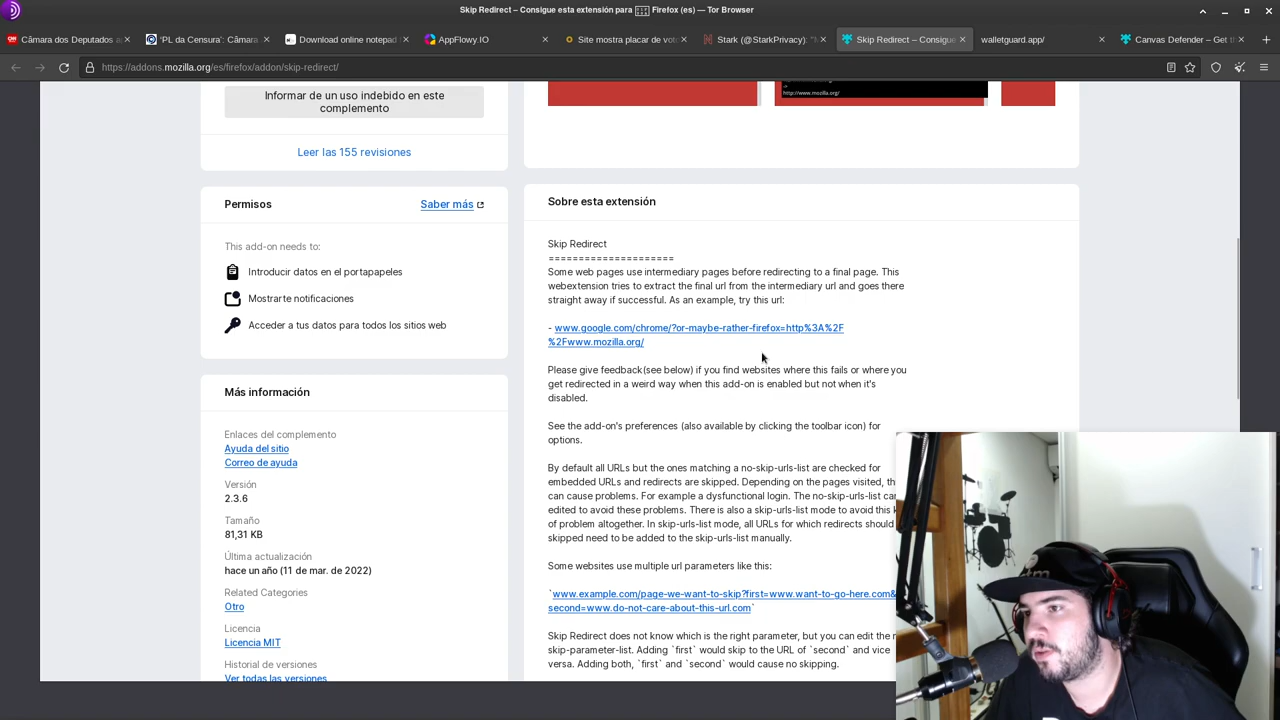 Skip Redirect – Consigue esta extensión para Firefox (es) — Tor Browser
Câmara dos Deputados a
'PL da Censura': Câmara
Download online notepad
AppFlowy.IO
Site mostra placar de vot
Stark (@StarkPrivacy): "
Skip Redirect – Consigue
walletguard.app/
Canvas Defender – Get t
https://addons.mozilla.org/es/firefox/addon/skip-redirect/
Informar de un uso indebido en este
complemento
http://www.mozilla.org/
Leer las 155 revisiones
Permisos
Saber más
This add-on needs to:
Introducir datos en el portapapeles
Mostrarte notificaciones
Acceder a tus datos para todos los sitios web
Más información
Enlaces del complemento
Ayuda del sitio
Correo de ayuda
Versión
2.3.6
Tamaño
81,31 KB
Última actualización
hace un año (11 de mar. de 2022)
Related Categories
Otro
Licencia
Licencia MIT
Historial de versiones
Ver todas las versiones
Sobre esta extensión
Skip Redirect
=====================
Some web pages use intermediary pages before redirecting to a final page. This
webextension tries to extract the final url from the intermediary url and goes there
straight away if successful. As an example, try this url:
- www.google.com/chrome/?or-maybe-rather-firefox=http%3A%2F
%2Fwww.mozilla.org/
Please give feedback(see below) if you find websites where this fails or where you
get redirected in a weird way when this add-on is enabled but not when it's
disabled.
See the add-on's preferences (also available by clicking the toolbar icon) for
options.
By default all URLs but the ones matching a no-skip-urls-list are checked for
embedded URLs and redirects are skipped. Depending on the pages visited, th
can cause problems. For example a dysfunctional login. The no-skip-urls-list can
edited to avoid these problems. There is also a skip-urls-list mode to avoid this k
of problem altogether. In skip-urls-list mode, all URLs for which redirects should
skipped need to be added to the skip-urls-list manually.
Some websites use multiple url parameters like this:
`www.example.com/page-we-want-to-skip?first=www.want-to-go-here.com&
second=www.do-not-care-about-this-url.com`
Skip Redirect does not know which is the right parameter, but you can edit the n
skip-parameter-list. Adding `first` would skip to the URL of `second` and vice
versa. Adding both, `first` and `second` would cause no skipping.